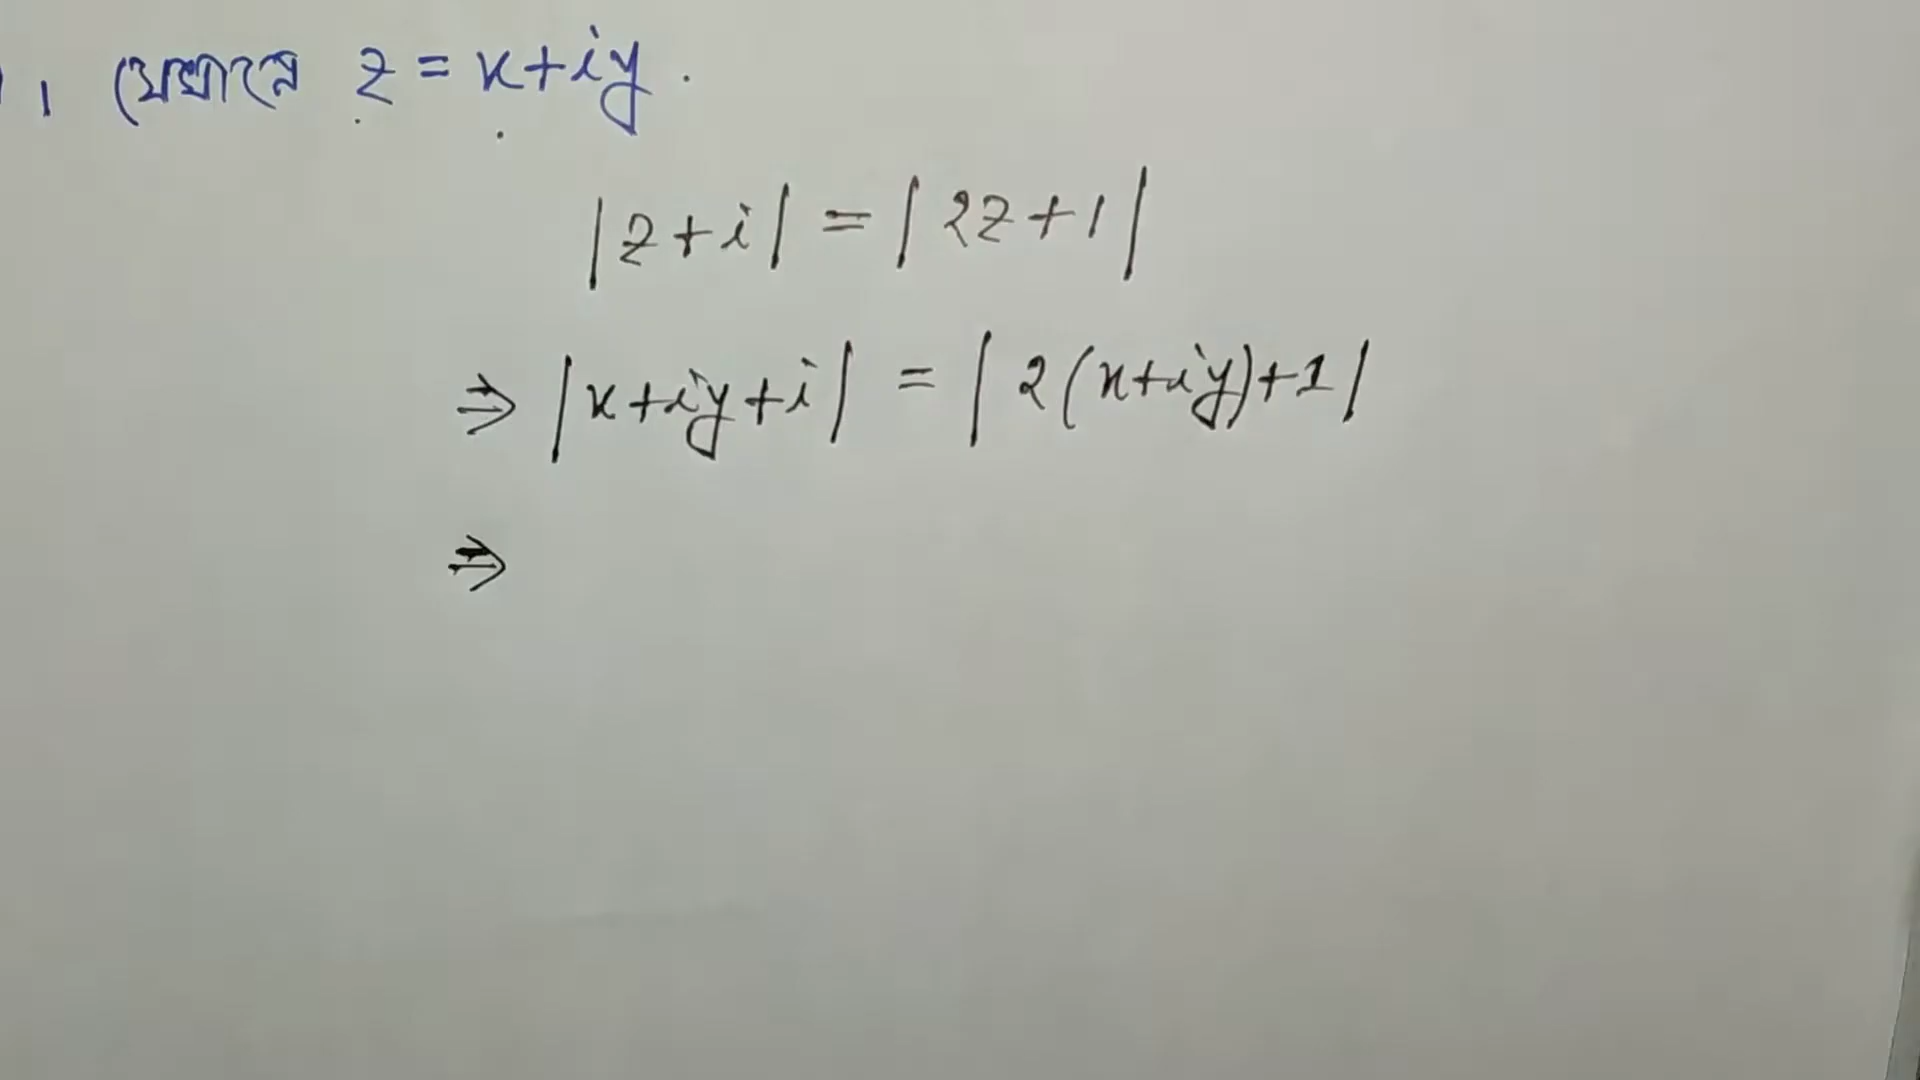 । যেখানে z = x+iy.
|z+i| = |2z+1|
⇒ |x+iy+i| = |2(x+iy)+1|
⇒